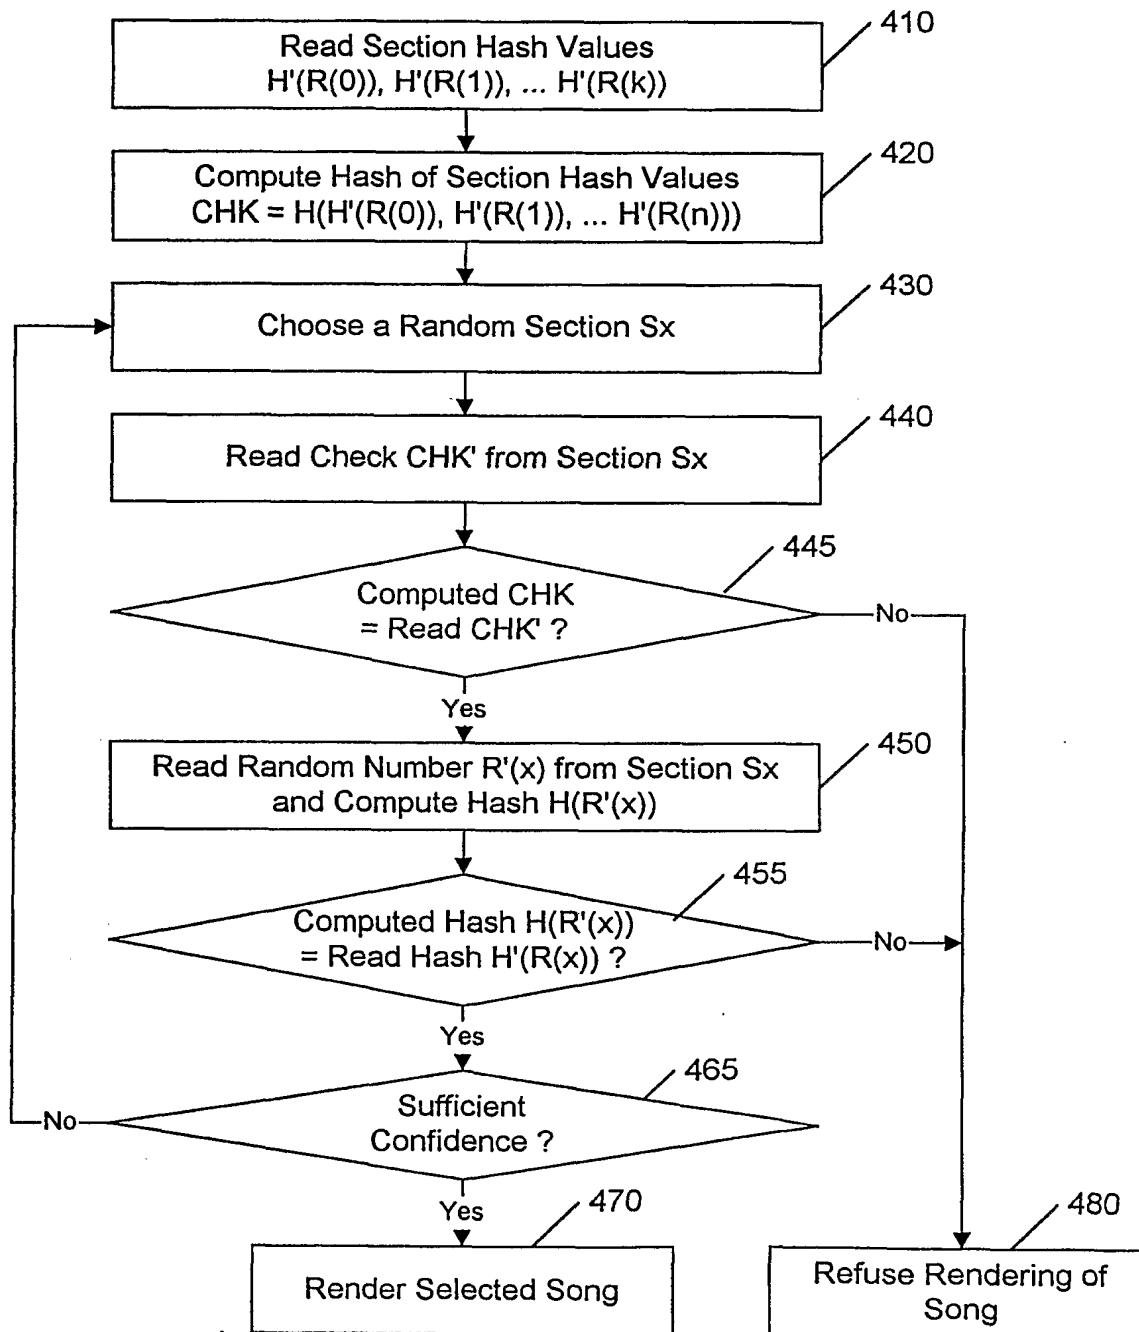 Read Section Hash Values
H'(R(0)), H'(R(1)), ... H'(R(k))
410
Compute Hash of Section Hash Values
CHK = H(H'(R(0)), H'(R(1)), ... H'(R(n)))
420
Choose a Random Section Sx
430
Read Check CHK' from Section Sx
440
Computed CHK
= Read CHK' ?
445
No
Yes
Read Random Number R'(x) from Section Sx
and Compute Hash H(R'(x))
450
Computed Hash H(R'(x))
= Read Hash H'(R(x)) ?
455
No
Yes
Sufficient
Confidence ?
465
No
Yes
Render Selected Song
470
Refuse Rendering of
Song
480